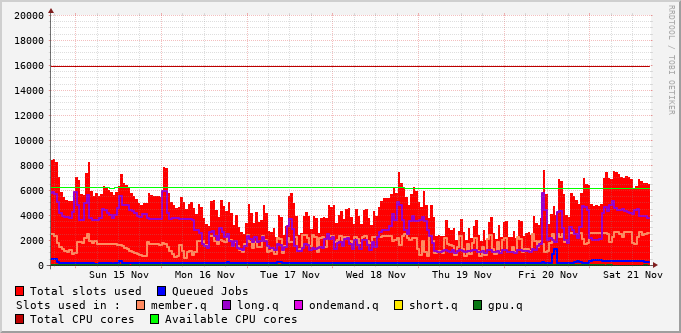 20000
18000
16000
14000
12000
10000
8000
6000
4000
2000
0
Sun 15 Nov Mon 16 Nov Tue 17 Nov Wed 18 Nov Thu 19 Nov Fri 20 Nov Sat 21 Nov
Total slots used Queued Jobs
Slots used in : member.q long.q ondemand.q short.q gpu.q
Total CPU cores Available CPU cores
RRDTOOL / TOBI OETIKER